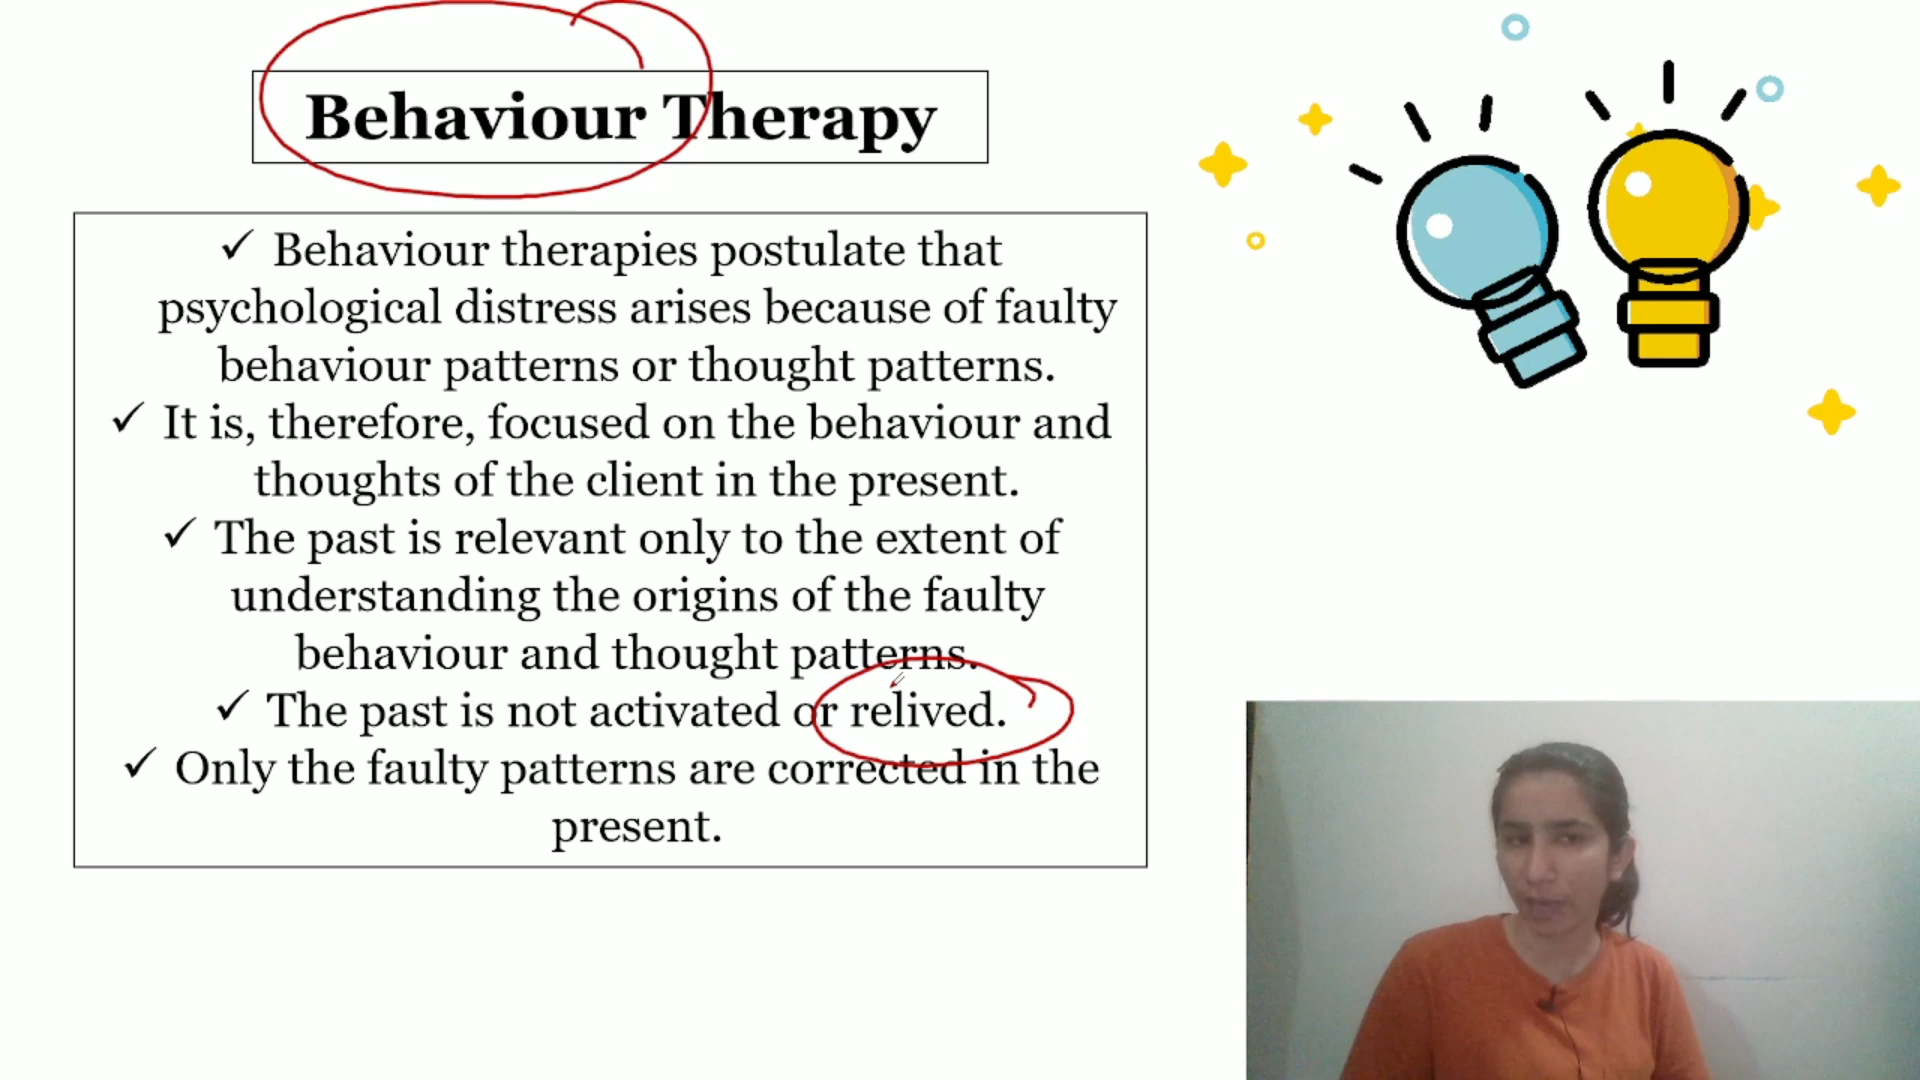 Behaviour Therapy
✓ Behaviour therapies postulate that
psychological distress arises because of faulty
behaviour patterns or thought patterns.
✓ It is, therefore, focused on the behaviour and
thoughts of the client in the present.
✓ The past is relevant only to the extent of
understanding the origins of the faulty
behaviour and thought patterns.
✓ The past is not activated or relived.
✓ Only the faulty patterns are corrected in the
present.